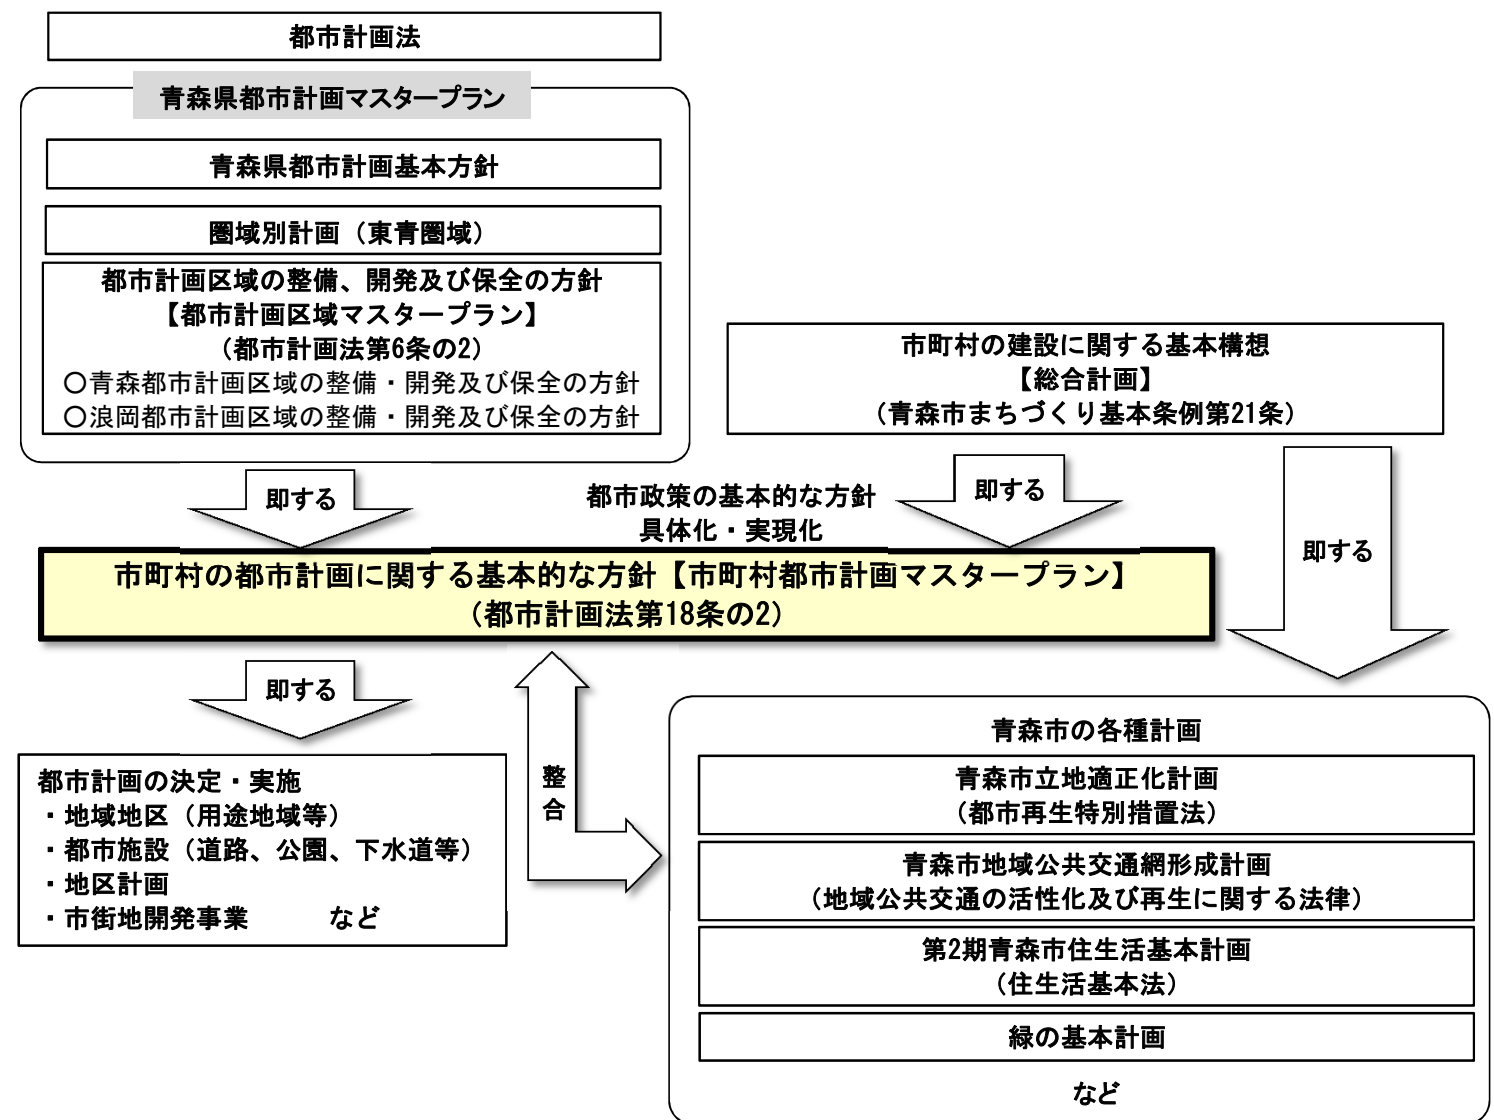 都市計画法
青森県都市計画マスタープラン
青森県都市計画基本方針
圏域別計画（東青圏域）
都市計画区域の整備、開発及び保全の方針
【都市計画区域マスタープラン】
（都市計画法第6条の2）
○青森都市計画区域の整備・開発及び保全の方針
○浪岡都市計画区域の整備・開発及び保全の方針
市町村の建設に関する基本構想
【総合計画】
（青森市まちづくり基本条例第21条）
即する
都市政策の基本的な方針
具体化・実現化
即する
即する
市町村の都市計画に関する基本的な方針【市町村都市計画マスタープラン】
（都市計画法第18条の2）
即する
整合
都市計画の決定・実施
・地域地区（用途地域等）
・都市施設（道路、公園、下水道等）
・地区計画
・市街地開発事業　　　など
青森市の各種計画
青森市立地適正化計画
（都市再生特別措置法）
青森市地域公共交通網形成計画
（地域公共交通の活性化及び再生に関する法律）
第2期青森市住生活基本計画
（住生活基本法）
緑の基本計画
など